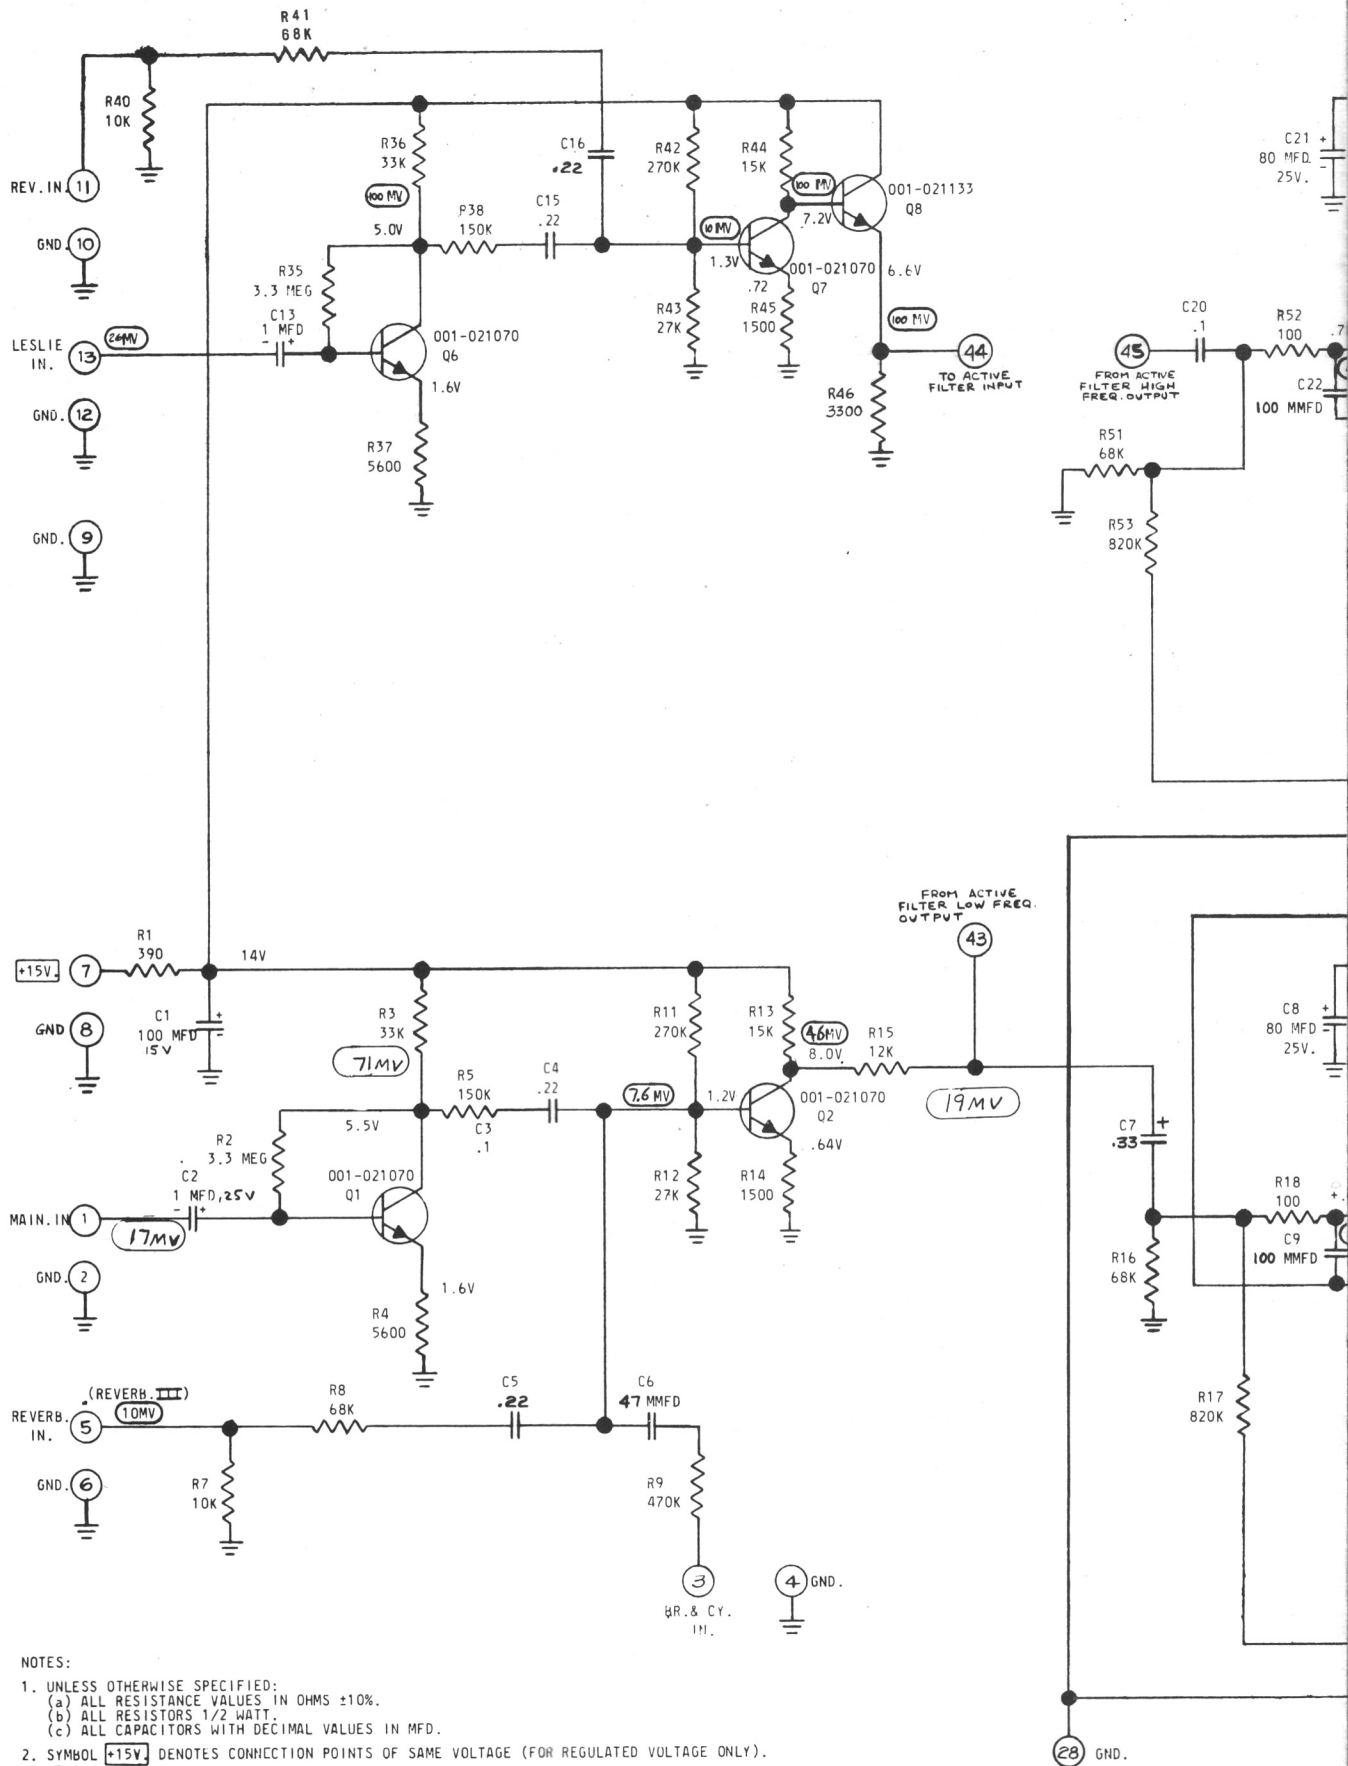 R41
68K
R40
10K
R36
33K
C16
.22
R42
270K
R44
15K
C21
80 MFD.
25V.
+
-
REV. IN.
11
400 MV
100 MV
001-021133
Q8
R38
150K
C15
.22
5.0V
7.2V
GND.
10
10 MV
1.3V
R35
3.3 MEG
001-021070
Q7
6.6V
.72
C13
1 MFD
- +
R43
27K
R45
1500
100 MV
C20
.1
R52
100
LESLIE
IN.
13
001-021070
Q6
44
TO ACTIVE
FILTER INPUT
45
FROM ACTIVE
FILTER HIGH
FREQ. OUTPUT
C22
100 MMFD
1.6V
R46
3300
GND.
12
R37
5600
R51
68K
GND.
9
R53
820K
FROM ACTIVE
FILTER LOW FREQ.
OUTPUT
43
R1
390
14V
+15V.
7
GND
8
C1
100 MFD
15V
+
-
R3
33K
R11
270K
R13
15K
46MV
8.0V
R15
12K
C8
80 MFD
25V.
+
-
71MV
R5
150K
C4
.22
7.6 MV
1.2V
001-021070
Q2
19MV
5.5V
C3
.1
.64V
C7
.33
+
R2
3.3 MEG
C2
1 MFD, 25V
- +
001-021070
Q1
R12
27K
R14
1500
R18
100
MAIN. IN
1
17MV
C9
100 MMFD
R16
68K
GND.
2
1.6V
R4
5600
(REVERB. III)
10MV
REVERB.
IN.
5
R8
68K
C5
.22
C6
47 MMFD
R17
820K
GND.
6
R7
10K
R9
470K
3
BR. & CY.
IN.
4
GND.
NOTES:
1. UNLESS OTHERWISE SPECIFIED:
(a) ALL RESISTANCE VALUES IN OHMS ±10%.
(b) ALL RESISTORS 1/2 WATT.
(c) ALL CAPACITORS WITH DECIMAL VALUES IN MFD.
2. SYMBOL +15V. DENOTES CONNECTION POINTS OF SAME VOLTAGE (FOR REGULATED VOLTAGE ONLY).
28
GND.